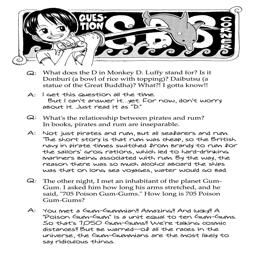 QUESTION
SBS
CORNER
Q: What does the D in Monkey D. Luffy stand for? Is it
Donburi (a bowl of rice with topping)? Daibutsu (a
statue of the Great Buddha)? What?! I gotta know!!
A: I get this question all the time.
But I can't answer it yet. For now, don't worry
about it. Just read it as "D."
Q: What's the relationship between pirates and rum?
In books, pirates and rum are inseparable.
A: Not just pirates and rum, but all seafarers and rum.
The short story is that rum was cheap, so the British
navy in pirate times switched from brandy to rum for
the sailors' grog rations, which led to hard-drinking
mariners being associated with rum. By the way, the
reason there was so much alcohol aboard the ships
was that on long sea voyages, water would go bad.
Q: The other night, I met an inhabitant of the planet Gum-
Gum. I asked him how long his arms stretched, and he
said, "705 Poison Gum-Gums." How long is 705 Poison
Gum-Gums?
A: You met a Gum-Gumian!! Amazing!! And lucky! A
"Poison Gum-Gum" is a unit equal to ten Gum-Gums.
So that's 7,050 Gum-Gums!! We're talking cosmic
distances!! But be warned--of all the races in the
universe, the Gum-Gumians are the most likely to
say ridiculous things.